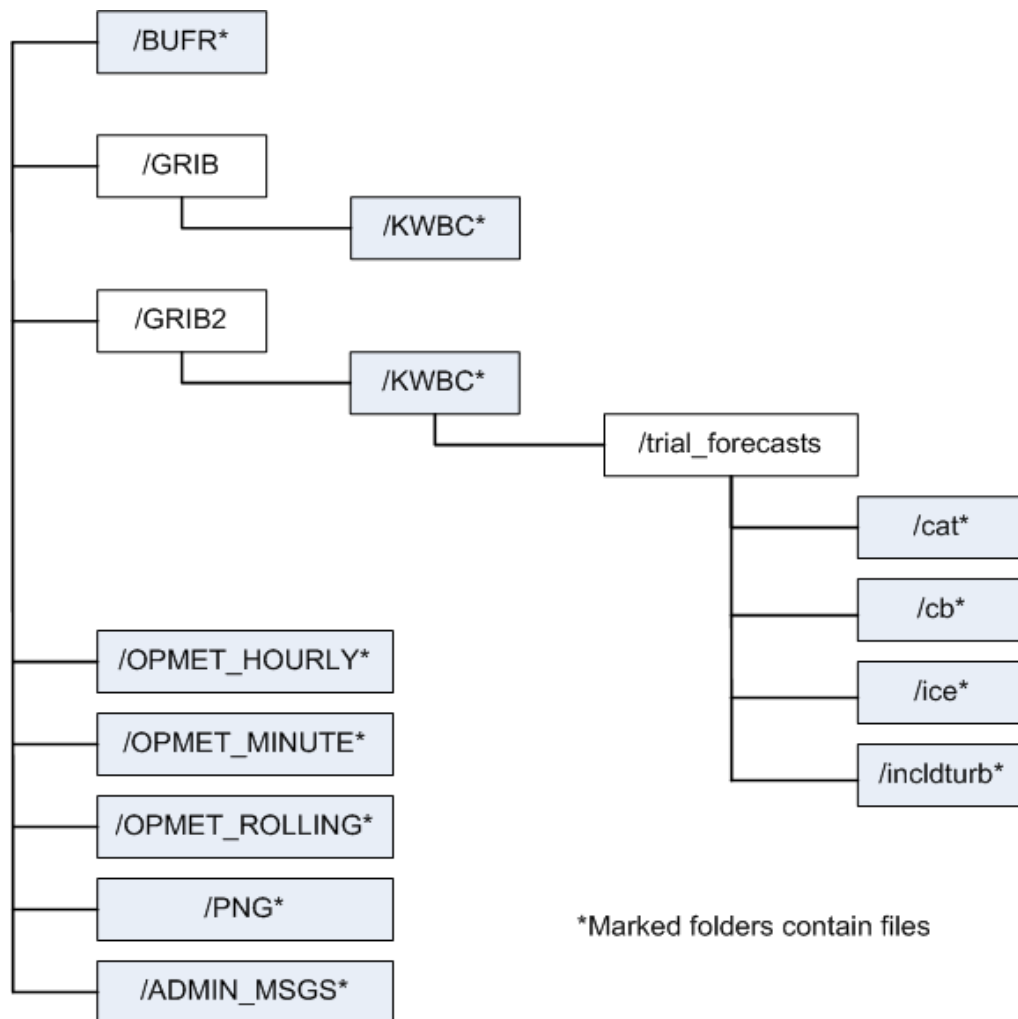 /BUFR*
/GRIB
/KWBC*
/GRIB2
/KWBC*
/trial_forecasts
/cat*
/cb*
/ice*
/incldturb*
/OPMET_HOURLY*
/OPMET_MINUTE*
/OPMET_ROLLING*
/PNG*
/ADMIN_MSGS*
*Marked folders contain files